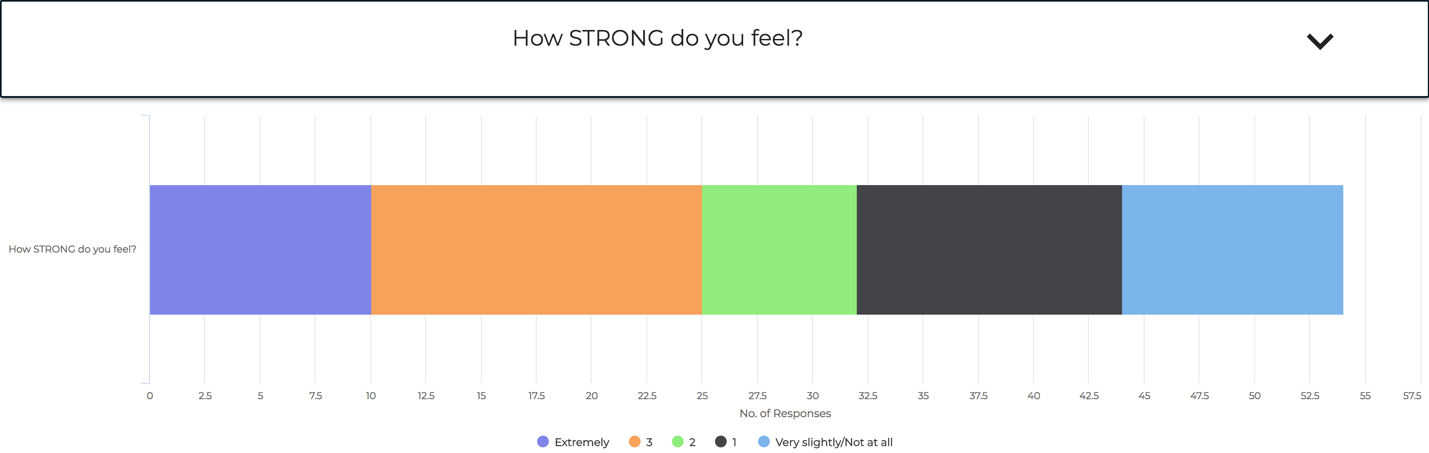 How STRONG do you feel?
How STRONG do you feel?
0 2.5 5 7.5 10 12.5 15 17.5 20 22.5 25 27.5 30 32.5 35 37.5 40 42.5 45 47.5 50 52.5 55 57.5
No. of Responses
Extremely 3 2 1 Very slightly/Not at all